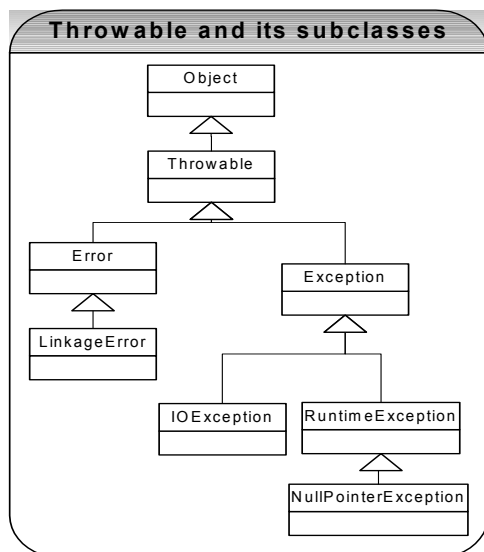 Throwable and its subclasses
Object
Throwable
Error
Exception
LinkageError
IOException
RuntimeException
NullPointerException